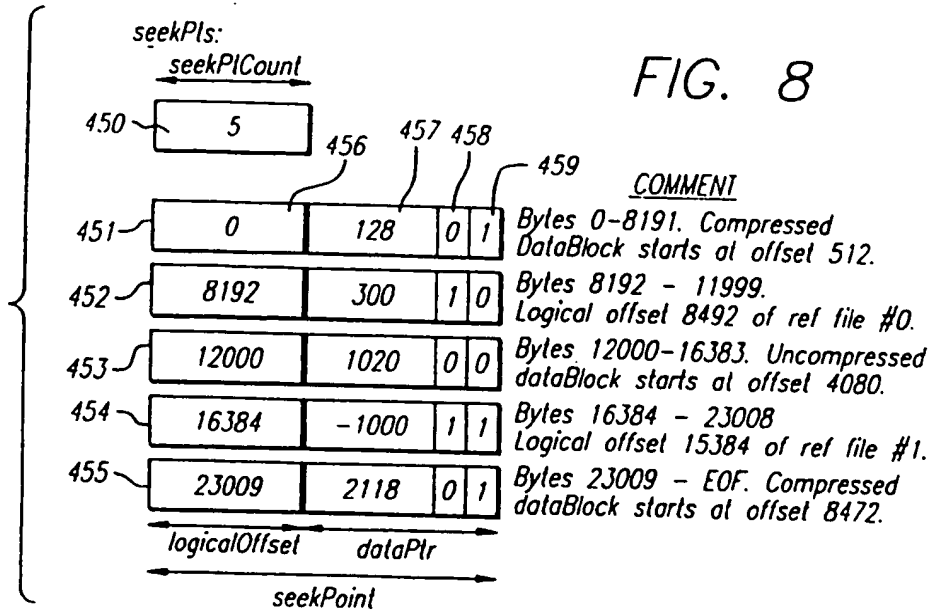 seekPts:
seekPtCount
FIG. 8
450
5
456
457
458
459
COMMENT
451
0
128
0
1
Bytes 0-8191. Compressed
DataBlock starts at offset 512.
452
8192
300
1
0
Bytes 8192 - 11999.
Logical offset 8492 of ref file #0.
453
12000
1020
0
0
Bytes 12000-16383. Uncompressed
dataBlock starts at offset 4080.
454
16384
-1000
1
1
Bytes 16384 - 23008
Logical offset 15384 of ref file #1.
455
23009
2118
0
1
Bytes 23009 - EOF. Compressed
dataBlock starts at offset 8472.
logicalOffset
dataPtr
seekPoint